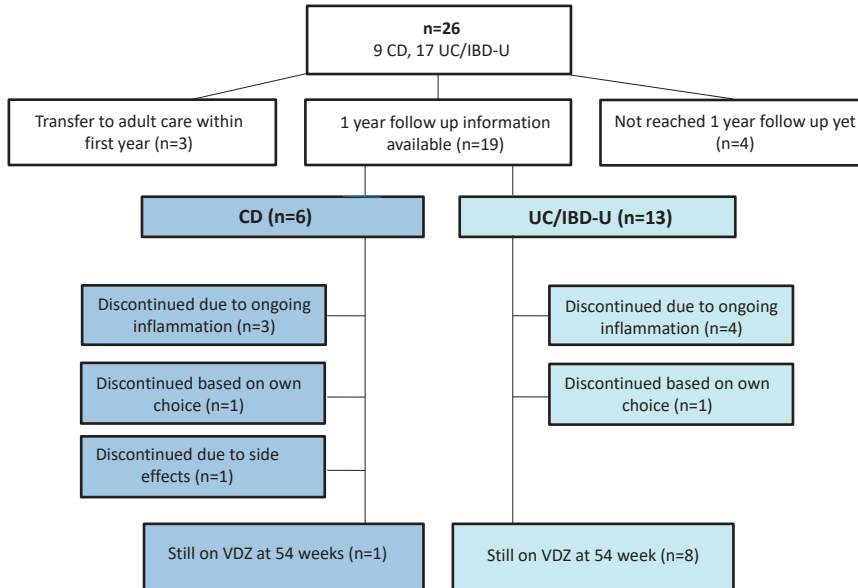 n=26
9 CD, 17 UC/IBD-U
Transfer to adult care within
first year (n=3)
1 year follow up information
available (n=19)
Not reached 1 year follow up yet
(n=4)
CD (n=6)
UC/IBD-U (n=13)
Discontinued due to ongoing
inflammation (n=3)
Discontinued due to ongoing
inflammation (n=4)
Discontinued based on own
choice (n=1)
Discontinued based on own
choice (n=1)
Discontinued due to side
effects (n=1)
Still on VDZ at 54 weeks (n=1)
Still on VDZ at 54 week (n=8)